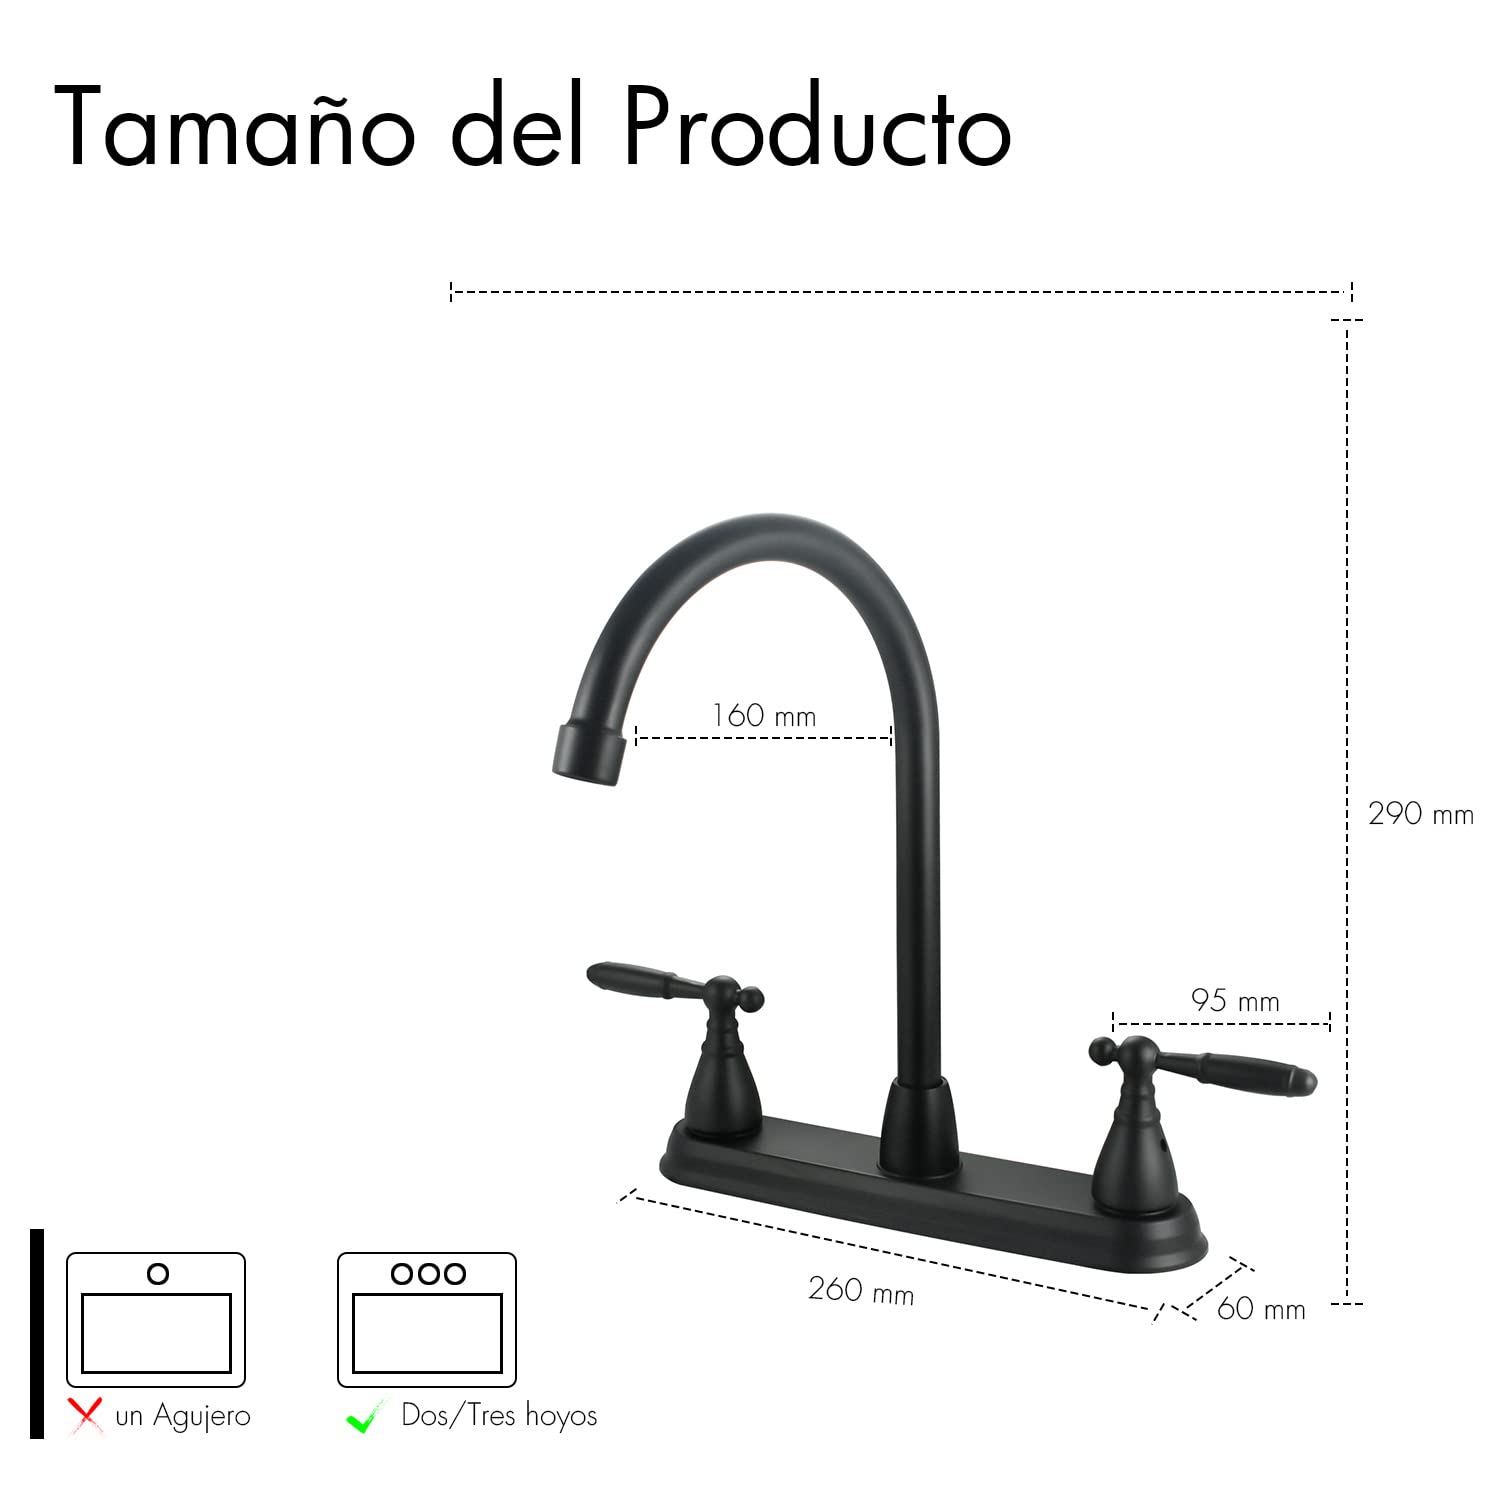 Tamaño del Producto
160 mm
290 mm
95 mm
260 mm
60 mm
un Agujero
Dos/Tres hoyos